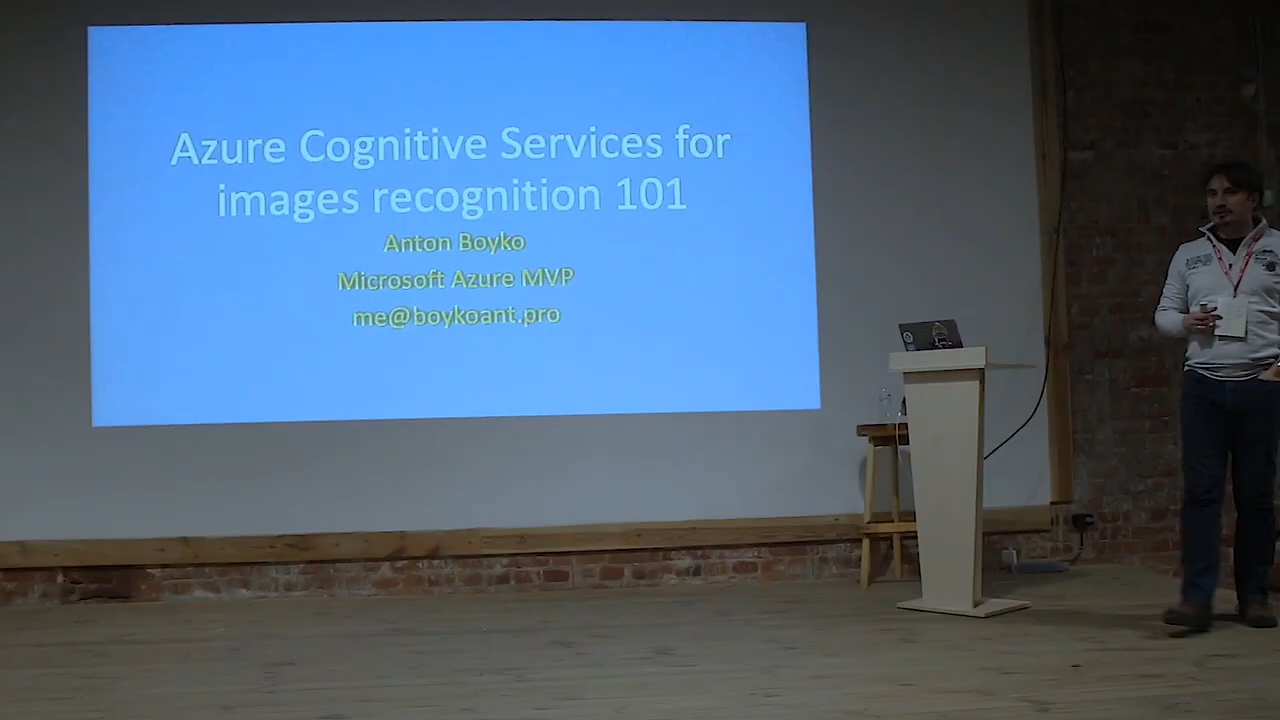 Azure Cognitive Services for
images recognition 101
Anton Boyko
Microsoft Azure MVP
me@boykoant.pro